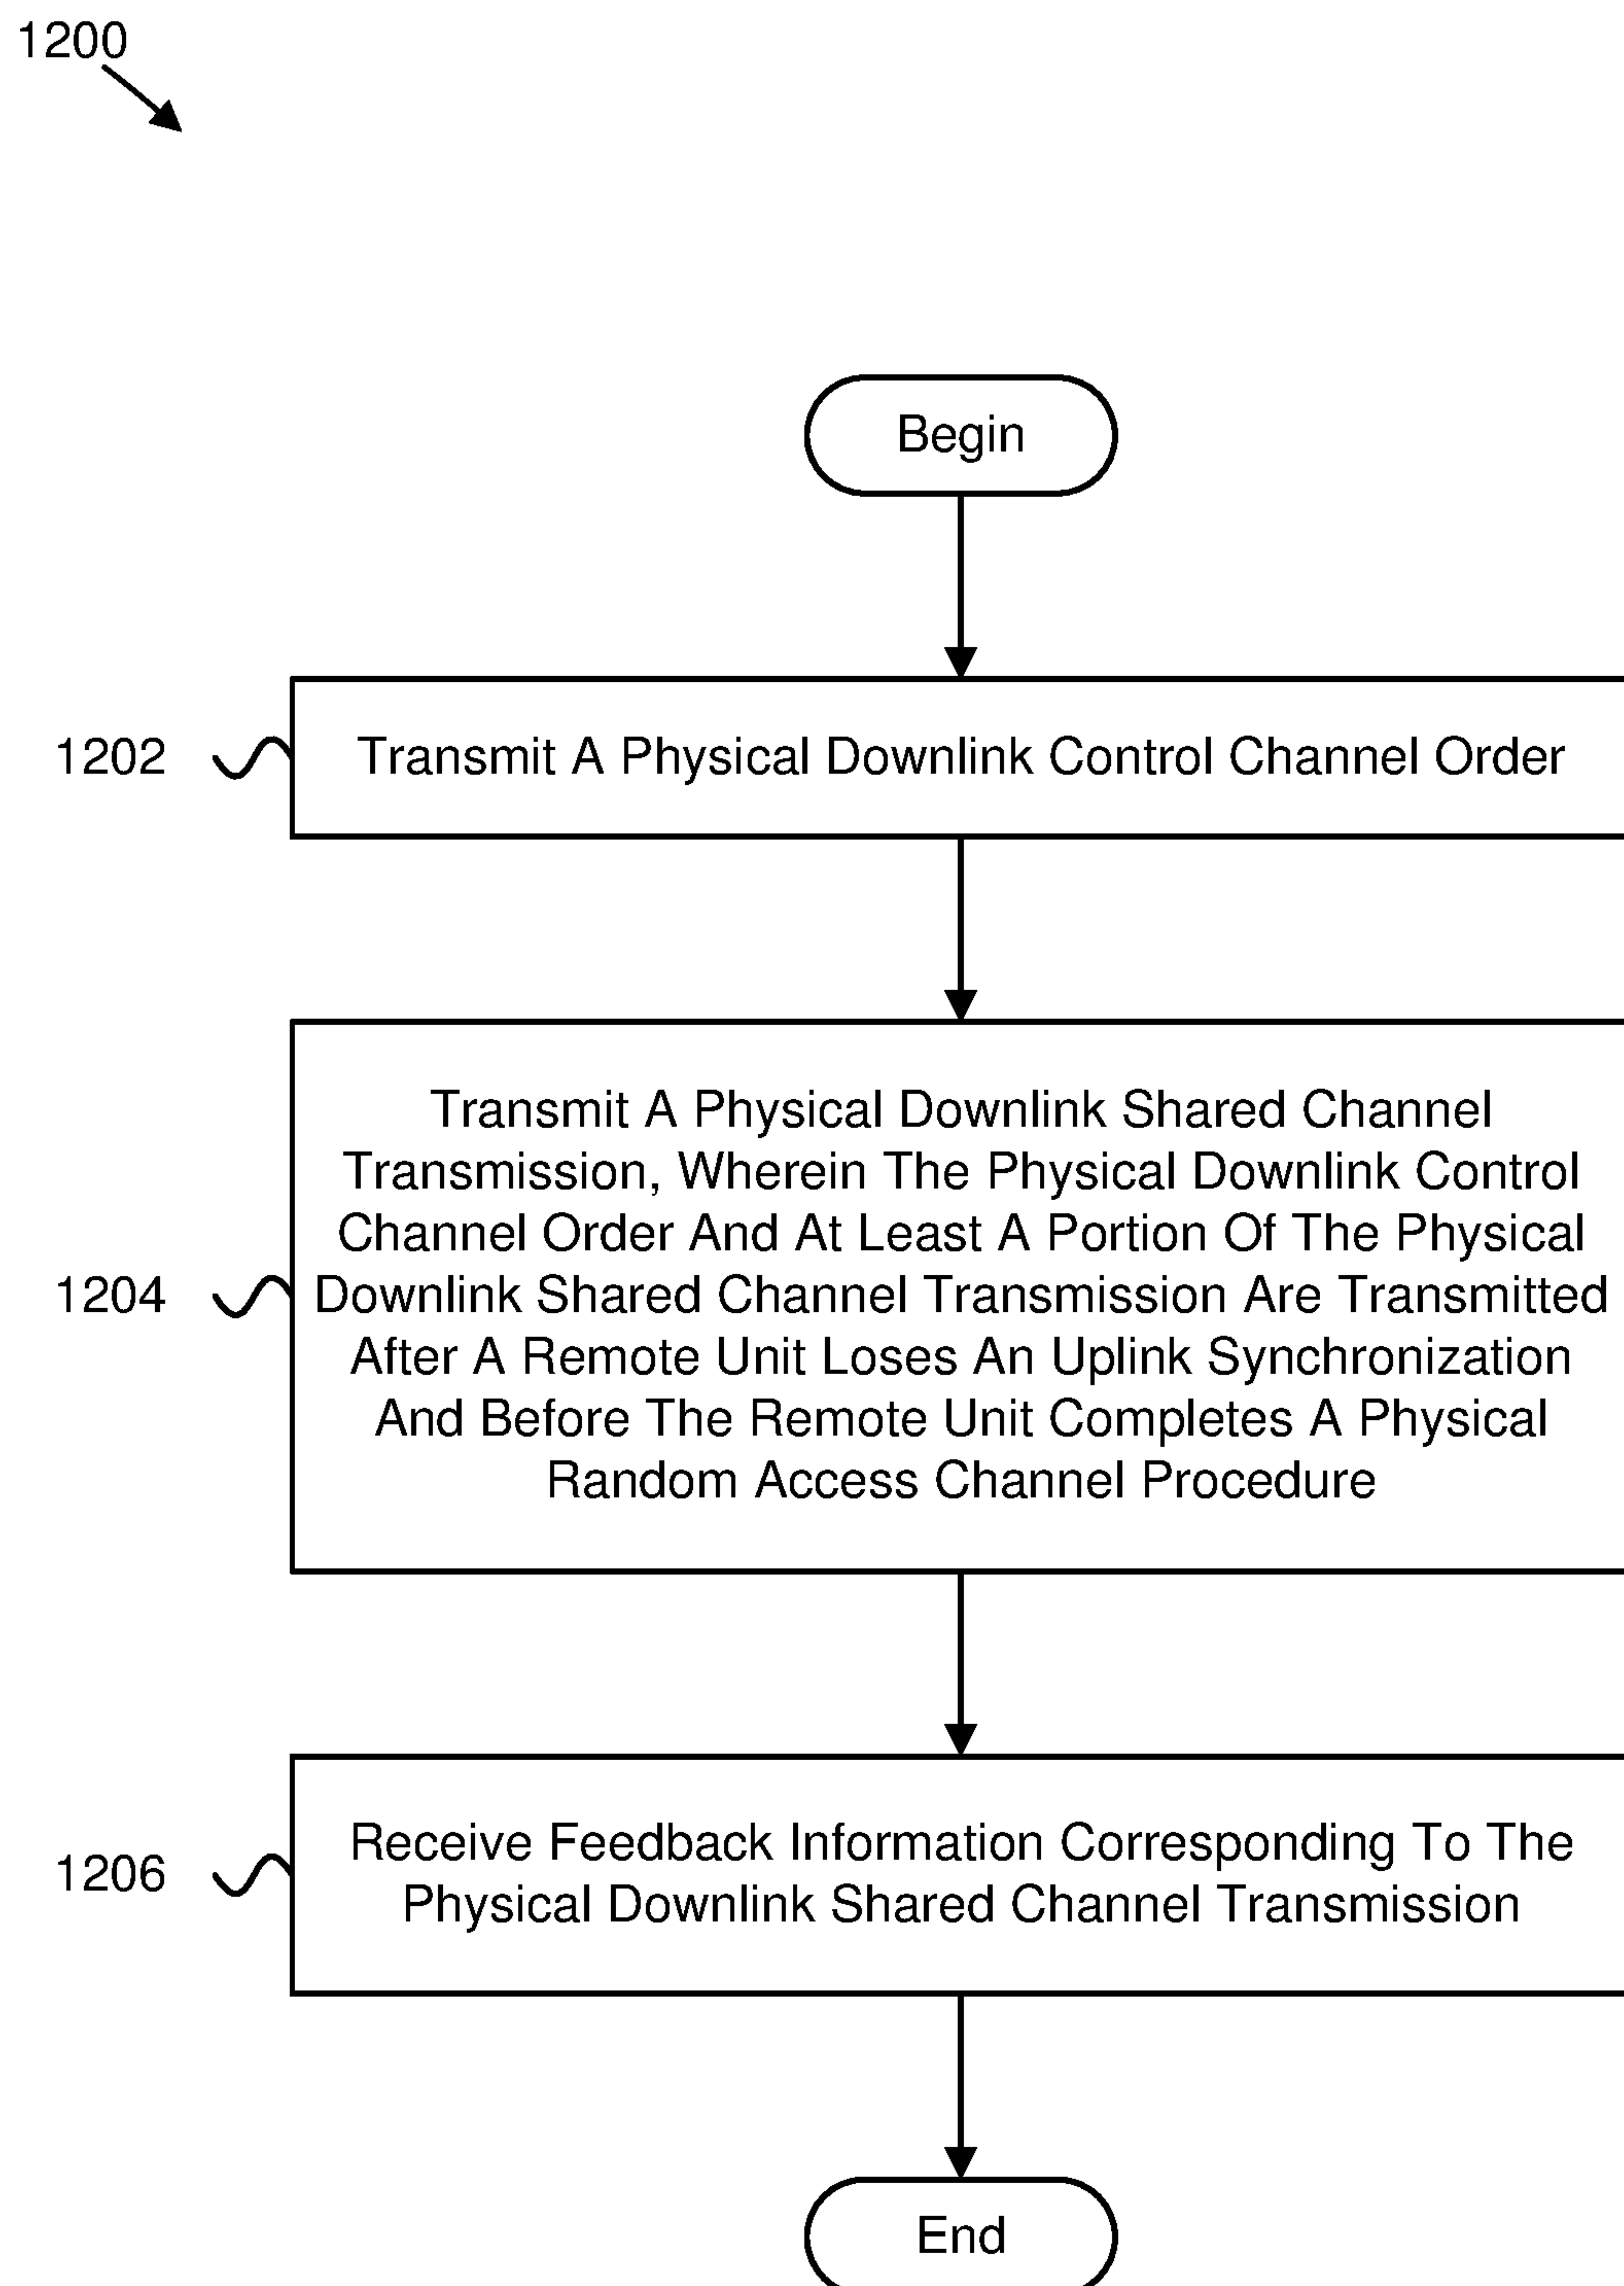 1200
Begin
1202
Transmit A Physical Downlink Control Channel Order
Transmit A Physical Downlink Shared Channel
Transmission, Wherein The Physical Downlink Control
Channel Order And At Least A Portion Of The Physical
1204
Downlink Shared Channel Transmission Are Transmitted
After A Remote Unit Loses An Uplink Synchronization
And Before The Remote Unit Completes A Physical
Random Access Channel Procedure
1206
Receive Feedback Information Corresponding To The
Physical Downlink Shared Channel Transmission
End